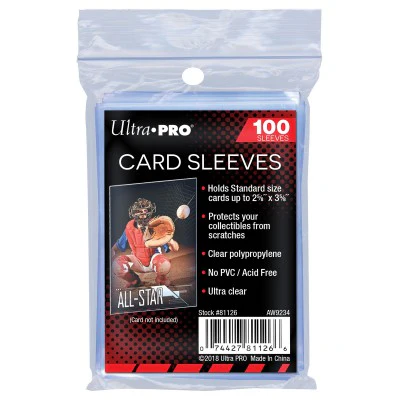 Ultra•PRO
100
SLEEVES
CARD SLEEVES
• Holds Standard size
cards up to 2⅝" x 3⅝"
• Protects your
collectibles from
scratches
• Clear polypropylene
• No PVC / Acid Free
• Ultra clear
ALL-STAR
(Card not included)
Stock #81126
AW9234
0 74427 81126 6
©2018 Ultra PRO Made In China